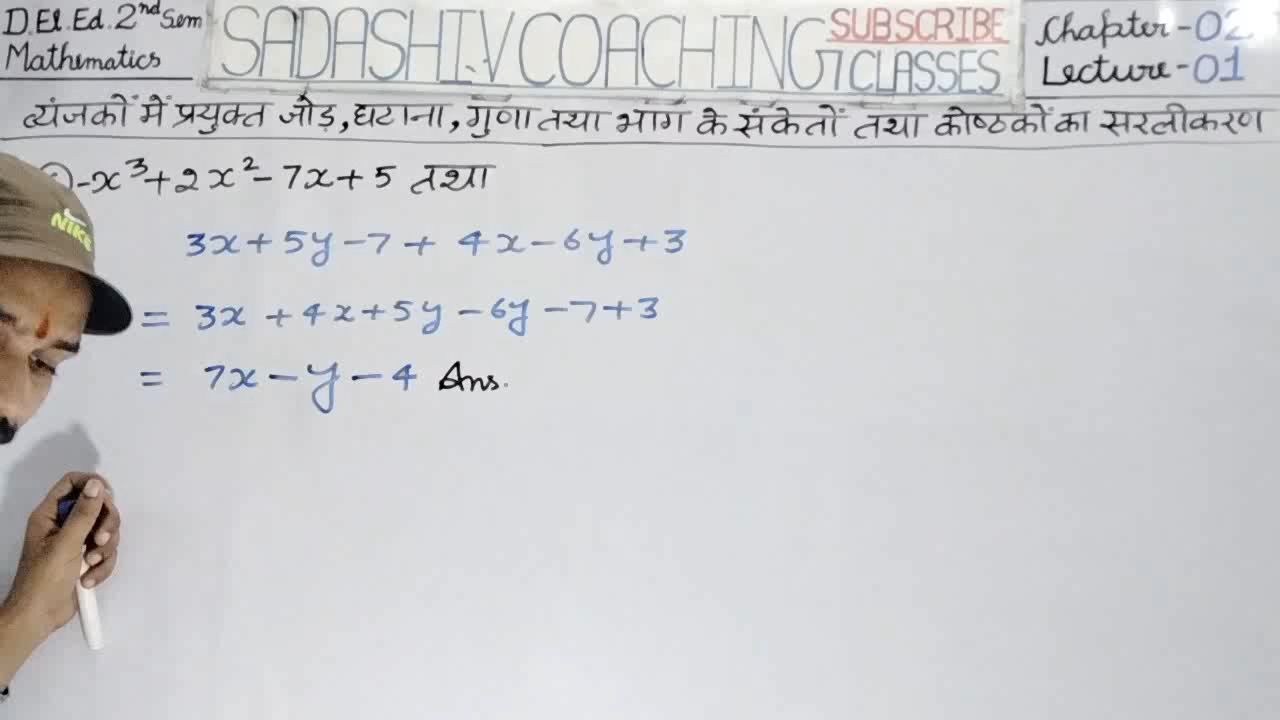 D.El.Ed. 2nd Sem
Mathematics
SADASHIV COACHING
SUBSCRIBE
CLASSES
Chapter-02
Lecture-01
व्यंजकों में प्रयुक्त जोड़, घटाना, गुणा तथा भाग के संकेतों तथा कोष्ठकों का सरलीकरण
-x³+2x²-7x+5 तथा
3x+5y-7+4x-6y+3
= 3x+4x+5y-6y-7+3
= 7x-y-4 Ans.
NIKE